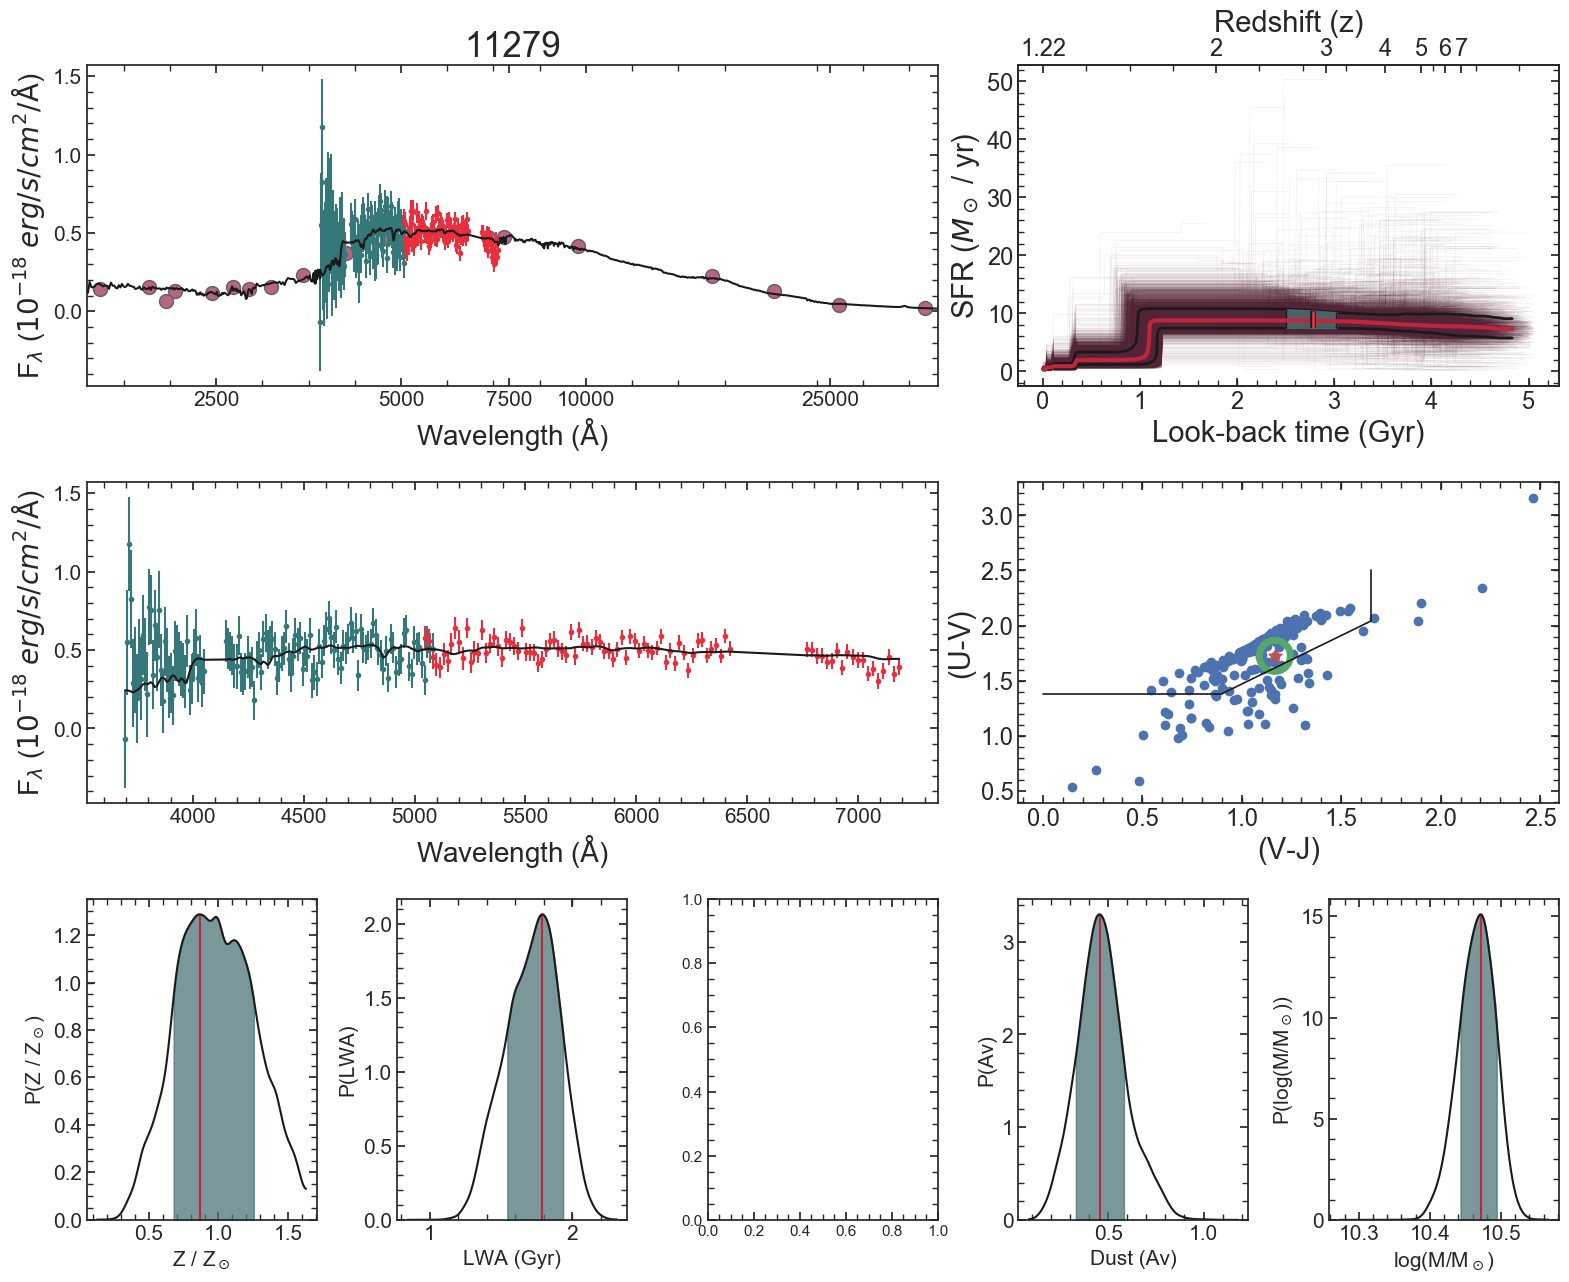 11279
F_λ (10^-18 erg/s/cm^2/Å)
1.5
1.0
0.5
0.0
2500 5000 7500 10000 25000
Wavelength (Å)
Redshift (z)
1.22 2 3 4 5 6 7
SFR (M_⊙ / yr)
50
40
30
20
10
0
0 1 2 3 4 5
Look-back time (Gyr)
F_λ (10^-18 erg/s/cm^2/Å)
1.5
1.0
0.5
0.0
4000 4500 5000 5500 6000 6500 7000
Wavelength (Å)
(U-V)
3.0
2.5
2.0
1.5
1.0
0.5
0.0 0.5 1.0 1.5 2.0 2.5
(V-J)
P(Z / Z_⊙)
1.2
1.0
0.8
0.6
0.4
0.2
0.0
0.5 1.0 1.5
Z / Z_⊙
P(LWA)
2.0
1.5
1.0
0.5
0.0
1 2
LWA (Gyr)
1.0
0.8
0.6
0.4
0.2
0.0
0.0 0.2 0.4 0.6 0.8 1.0
P(Av)
3
2
1
0
0.5 1.0
Dust (Av)
P(log(M/M_⊙))
15
10
5
0
10.3 10.4 10.5
log(M/M_⊙)